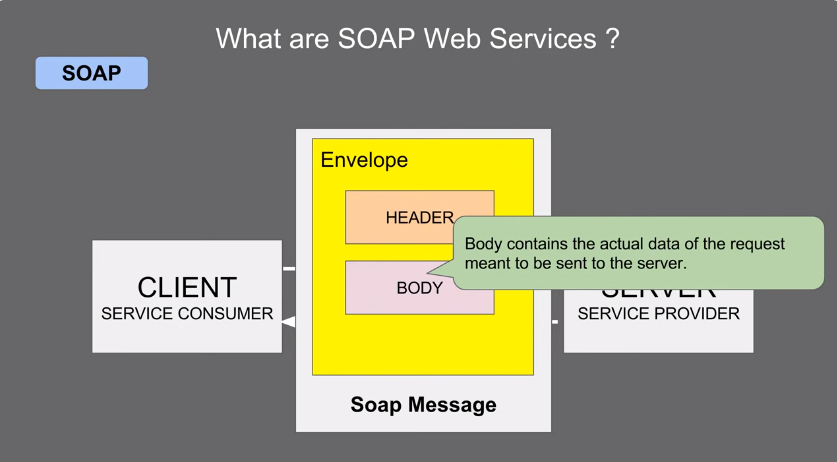 What are SOAP Web Services ?
SOAP
Envelope
HEADER
Body contains the actual data of the request
meant to be sent to the server.
BODY
CLIENT
SERVICE CONSUMER
SERVER
SERVICE PROVIDER
Soap Message